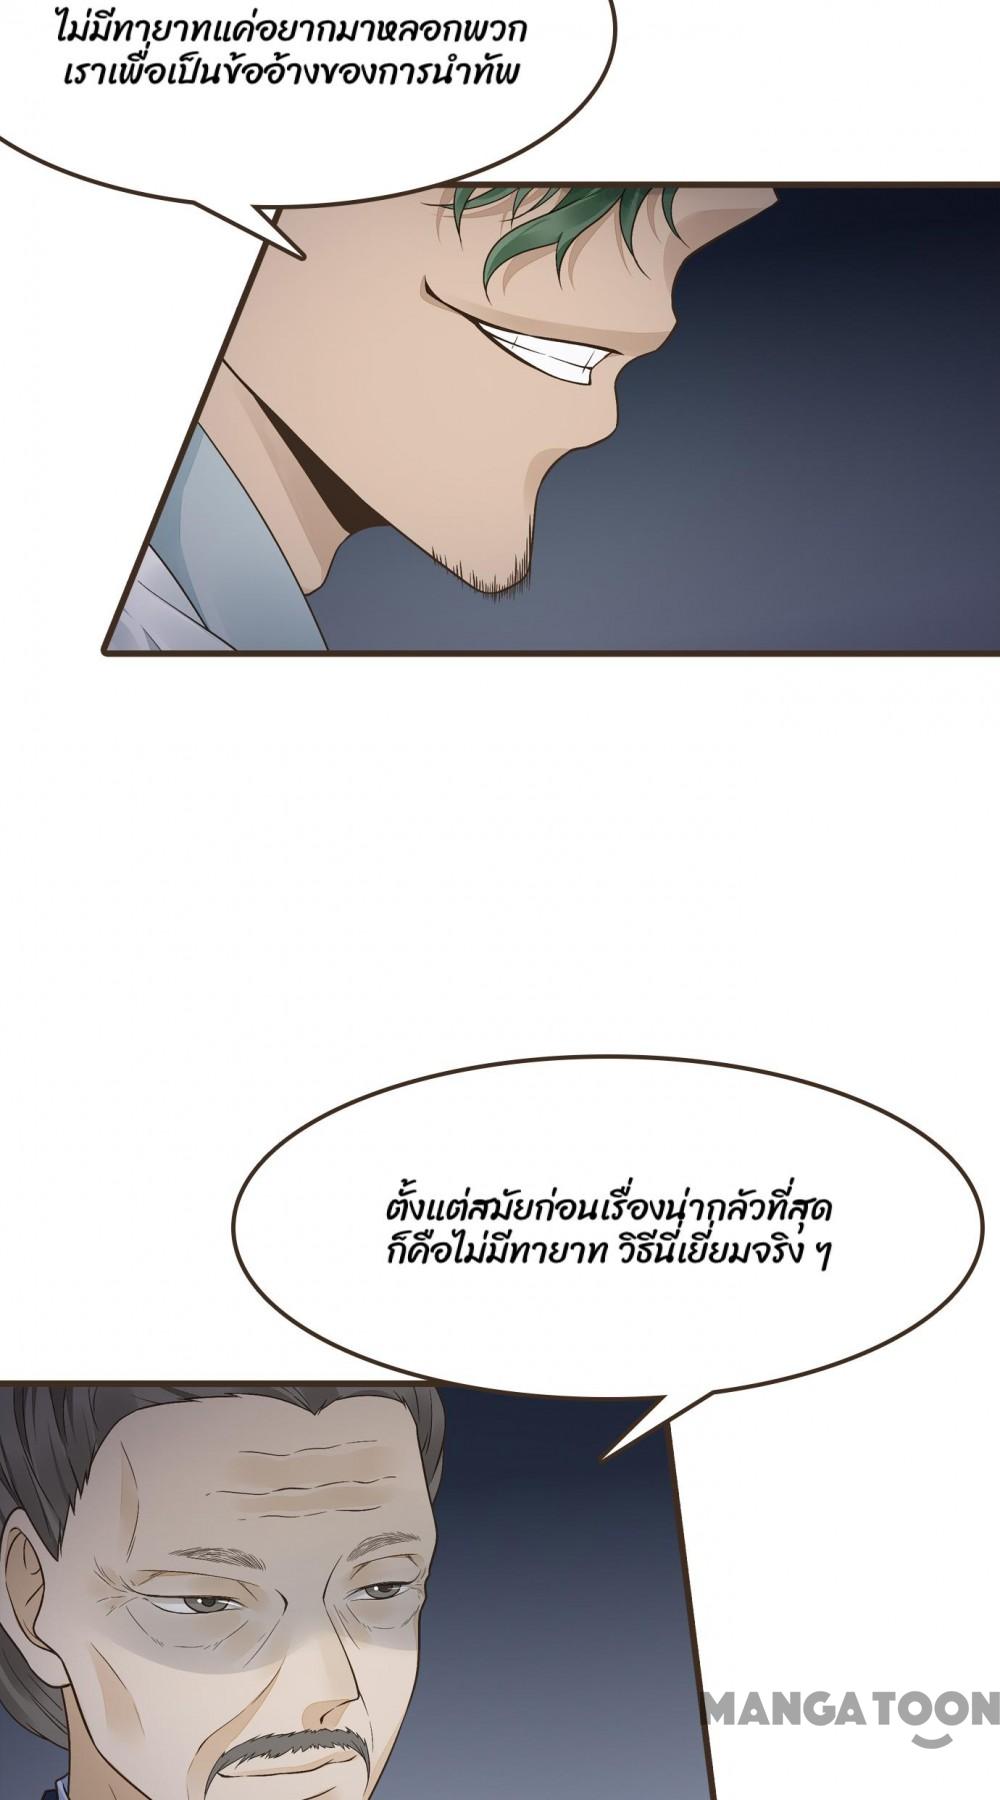 ไม่มีทายาทแค่อยากมาหลอกพวก
เราเพื่อเป็นข้ออ้างของการนำทัพ
ตั้งแต่สมัยก่อนเรื่องน่ากลัวที่สุด
ก็คือไม่มีทายาท วิธีนี่เยี่ยมจริง ๆ
MANGATOON